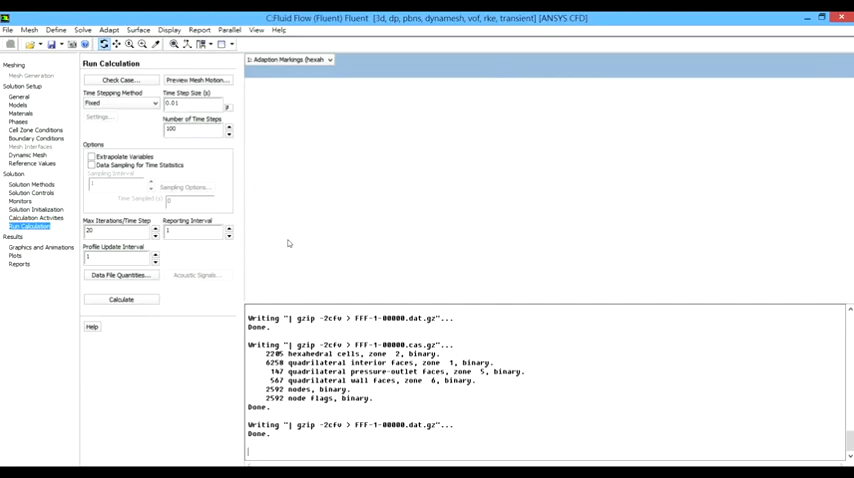 C:Fluid Flow (Fluent) Fluent [3d, dp, pbns, dynamesh, vof, rke, transient] [ANSYS CFD]
File Mesh Define Solve Adapt Surface Display Report Parallel View Help
Meshing
Mesh Generation
Solution Setup
General
Models
Materials
Phases
Cell Zone Conditions
Boundary Conditions
Mesh Interfaces
Dynamic Mesh
Reference Values
Solution
Solution Methods
Solution Controls
Monitors
Solution Initialization
Calculation Activities
Run Calculation
Results
Graphics and Animations
Plots
Reports
Run Calculation
Check Case... Preview Mesh Motion...
Time Stepping Method Time Step Size (s)
Fixed 0.01
Settings... Number of Time Steps
100
Options
Extrapolate Variables
Data Sampling for Time Statistics
Sampling Interval
1 Sampling Options...
Time Sampled (s) 0
Max Iterations/Time Step Reporting Interval
20 1
Profile Update Interval
1
Data File Quantities... Acoustic Signals...
Calculate
Help
1: Adaption Markings (hexah
Writing "| gzip -2cfv > FFF-1-00000.dat.gz"...
Done.
Writing "| gzip -2cfv > FFF-1-00000.cas.gz"...
2205 hexahedral cells, zone 2, binary.
6258 quadrilateral interior faces, zone 1, binary.
147 quadrilateral pressure-outlet faces, zone 5, binary.
567 quadrilateral wall faces, zone 6, binary.
2592 nodes, binary.
2592 node flags, binary.
Done.
Writing "| gzip -2cfv > FFF-1-00000.dat.gz"...
Done.